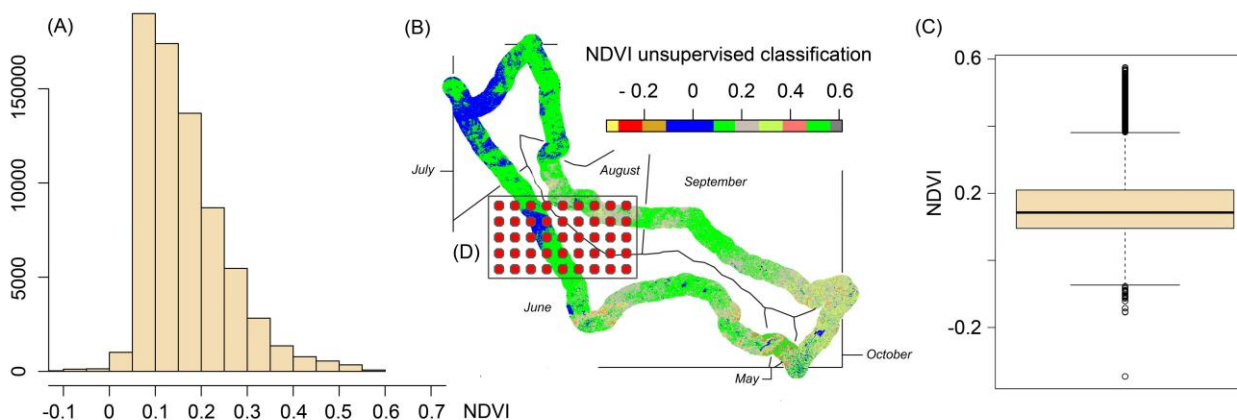 (A)
150000
10000
5000
0
-0.1 0 0.1 0.2 0.3 0.4 0.5 0.6 0.7
NDVI
(B)
NDVI unsupervised classification
- 0.2 0 0.2 0.4 0.6
July
August
September
(D)
June
May
October
(C)
0.6
0.2
-0.2
NDVI